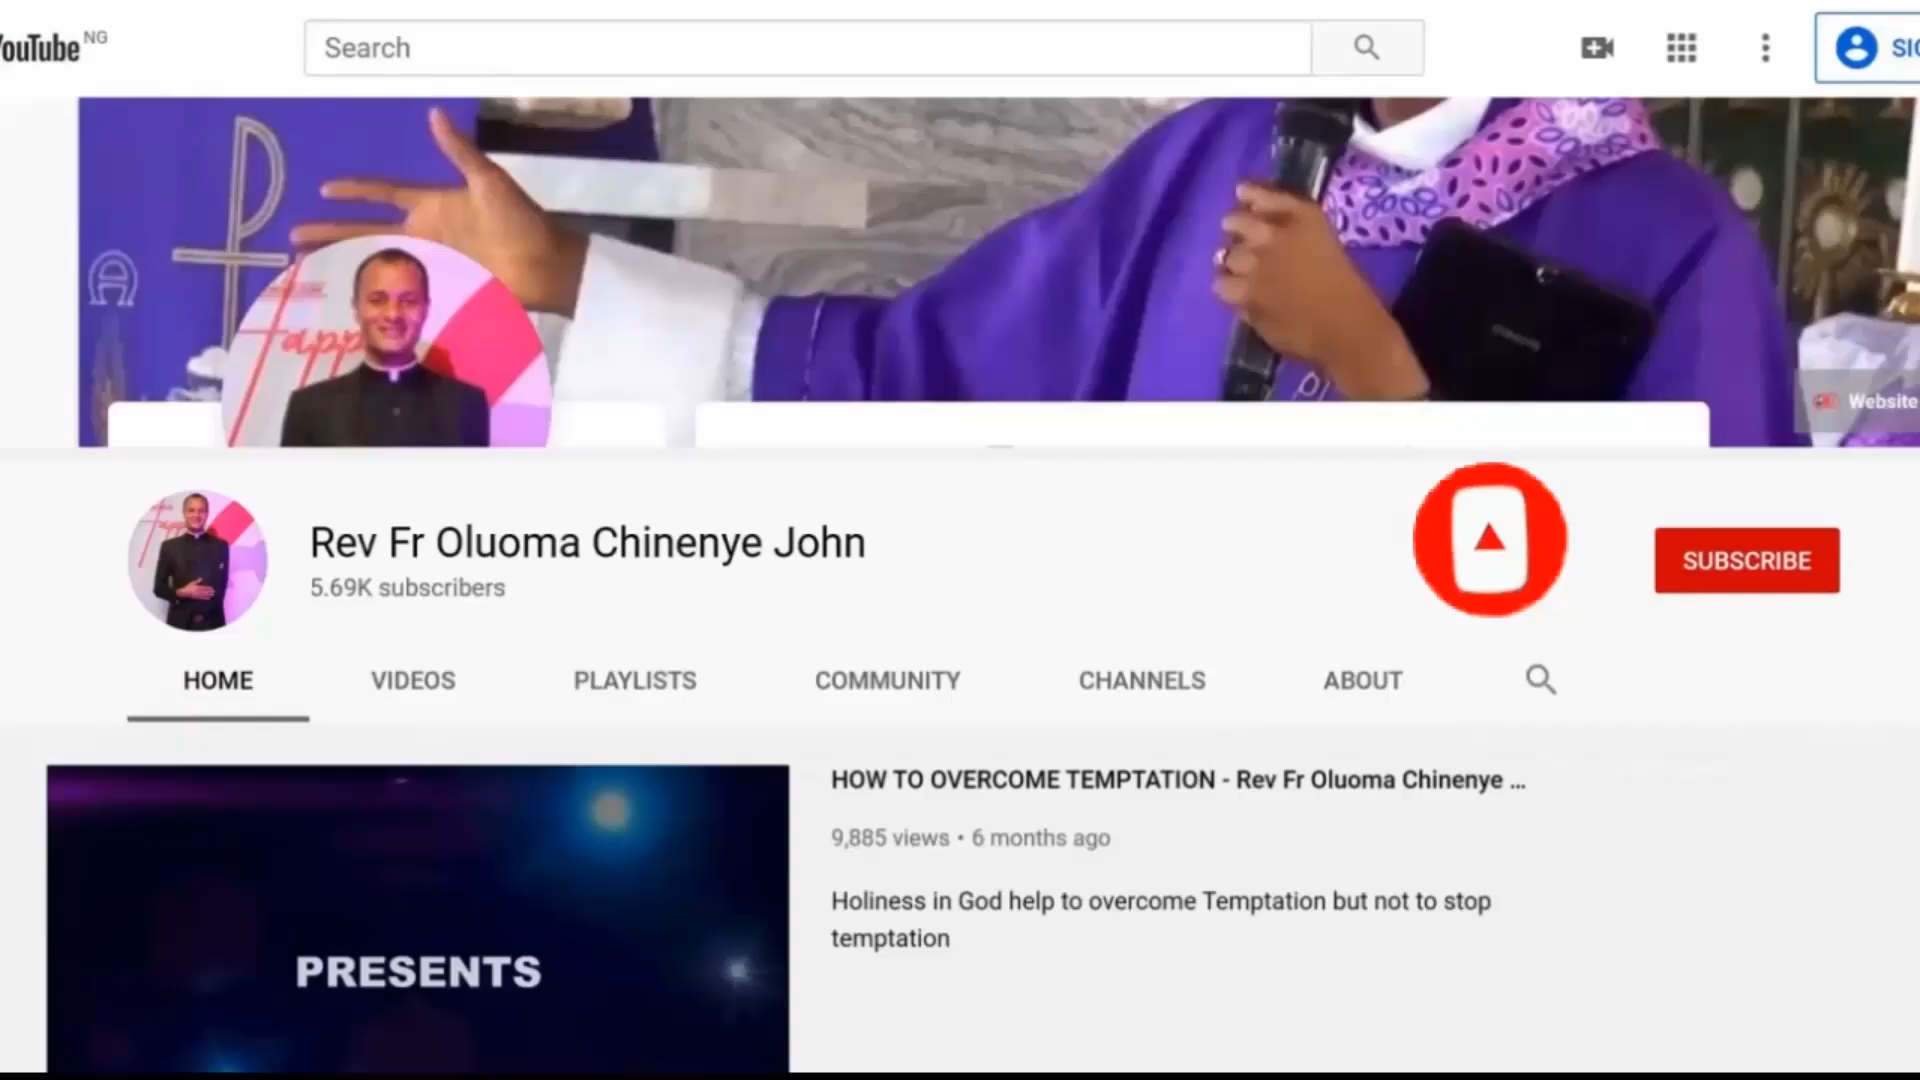 YouTube NG
Search
Website
Rev Fr Oluoma Chinenye John
5.69K subscribers
SUBSCRIBE
HOME VIDEOS PLAYLISTS COMMUNITY CHANNELS ABOUT
HOW TO OVERCOME TEMPTATION - Rev Fr Oluoma Chinenye ...
9,885 views • 6 months ago
Holiness in God help to overcome Temptation but not to stop
temptation
PRESENTS